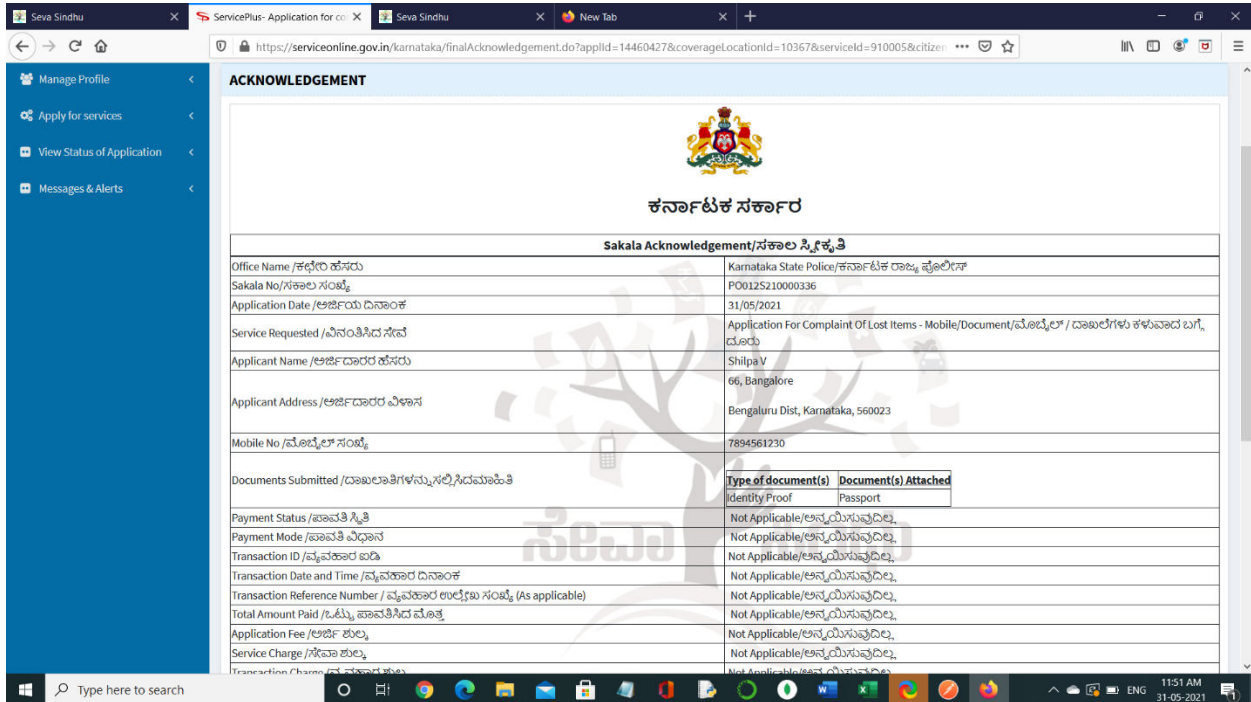 Seva Sindhu
ServicePlus- Application for co
Seva Sindhu
New Tab
https://serviceonline.gov.in/karnataka/finalAcknowledgement.do?applId=14460427&coverageLocationId=10367&serviceId=910005&citizen
Manage Profile
Apply for services
View Status of Application
Messages & Alerts
ACKNOWLEDGEMENT
ಕರ್ನಾಟಕ ಸರ್ಕಾರ
Sakala Acknowledgement/ಸಕಾಲ ಸ್ವೀಕೃತಿ
Office Name /ಕಛೇರಿ ಹೆಸರು Karnataka State Police/ಕರ್ನಾಟಕ ರಾಜ್ಯ ಪೊಲೀಸ್
Sakala No/ಸಕಾಲ ಸಂಖ್ಯೆ PO012S210000336
Application Date /ಅರ್ಜಿಯ ದಿನಾಂಕ 31/05/2021
Service Requested /ವಿನಂತಿಸಿದ ಸೇವೆ Application For Complaint Of Lost Items - Mobile/Document/ಮೊಬೈಲ್ / ದಾಖಲೆಗಳು ಕಳುವಾದ ಬಗ್ಗೆ
ದೂರು
Applicant Name /ಅರ್ಜಿದಾರರ ಹೆಸರು Shilpa V
Applicant Address /ಅರ್ಜಿದಾರರ ವಿಳಾಸ 66, Bangalore
Bengaluru Dist, Karnataka, 560023
Mobile No /ಮೊಬೈಲ್ ಸಂಖ್ಯೆ 7894561230
Documents Submitted /ದಾಖಲಾತಿಗಳನ್ನು ಸಲ್ಲಿಸಿದಮಾಹಿತಿ Type of document(s) Document(s) Attached
Identity Proof Passport
Payment Status /ಪಾವತಿ ಸ್ಥಿತಿ Not Applicable/ಅನ್ವಯಿಸುವುದಿಲ್ಲ
Payment Mode /ಪಾವತಿ ವಿಧಾನ Not Applicable/ಅನ್ವಯಿಸುವುದಿಲ್ಲ
Transaction ID /ವ್ಯವಹಾರ ಐಡಿ Not Applicable/ಅನ್ವಯಿಸುವುದಿಲ್ಲ
Transaction Date and Time /ವ್ಯವಹಾರ ದಿನಾಂಕ Not Applicable/ಅನ್ವಯಿಸುವುದಿಲ್ಲ
Transaction Reference Number / ವ್ಯವಹಾರ ಉಲ್ಲೇಖ ಸಂಖ್ಯೆ (As applicable) Not Applicable/ಅನ್ವಯಿಸುವುದಿಲ್ಲ
Total Amount Paid /ಒಟ್ಟು ಪಾವತಿಸಿದ ಮೊತ್ತ Not Applicable/ಅನ್ವಯಿಸುವುದಿಲ್ಲ
Application Fee /ಅರ್ಜಿ ಶುಲ್ಕ Not Applicable/ಅನ್ವಯಿಸುವುದಿಲ್ಲ
Service Charge /ಸೇವಾ ಶುಲ್ಕ Not Applicable/ಅನ್ವಯಿಸುವುದಿಲ್ಲ
Transaction Charge /ವ್ಯವಹಾರ ಶುಲ್ಕ Not Applicable/ಅನ್ವಯಿಸುವುದಿಲ್ಲ
ಸೇವಾ ಸಿಂಧು
Type here to search
ENG
11:51 AM
31-05-2021